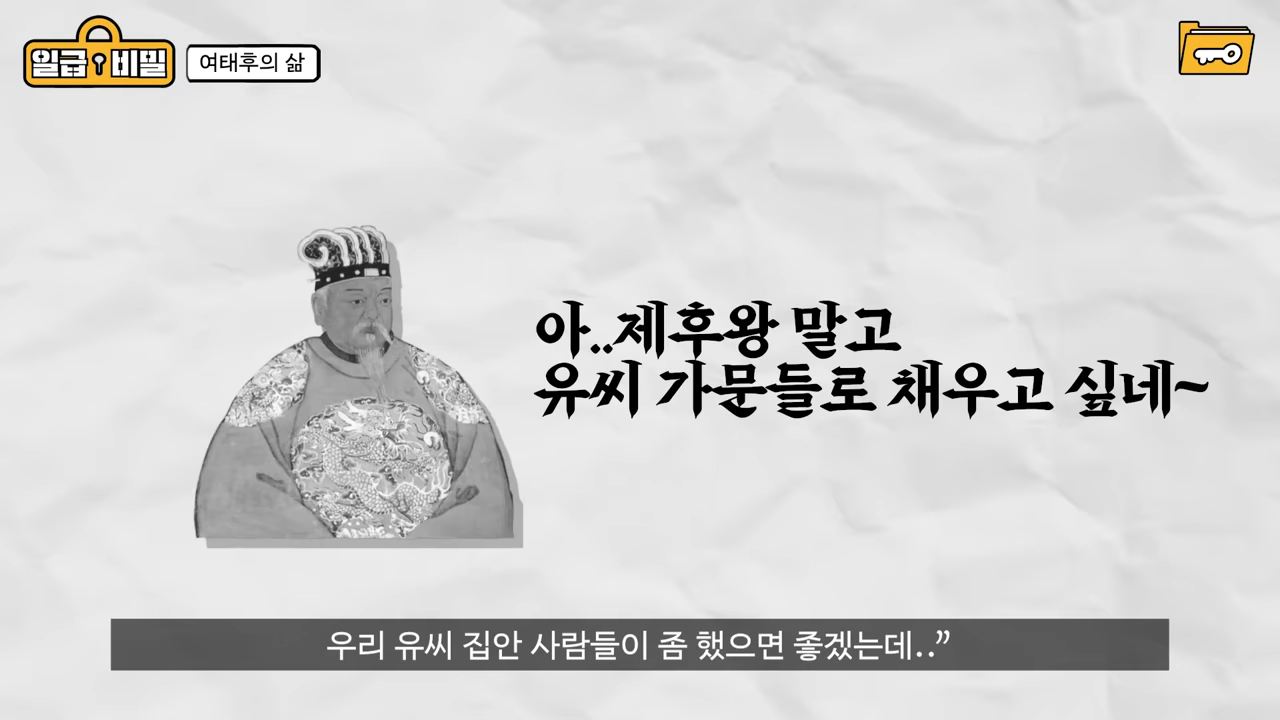 일급 비밀
여태후의 삶
아..제후왕 말고
유씨 가문들로 채우고 싶네~
우리 유씨 집안 사람들이 좀 했으면 좋겠는데..”